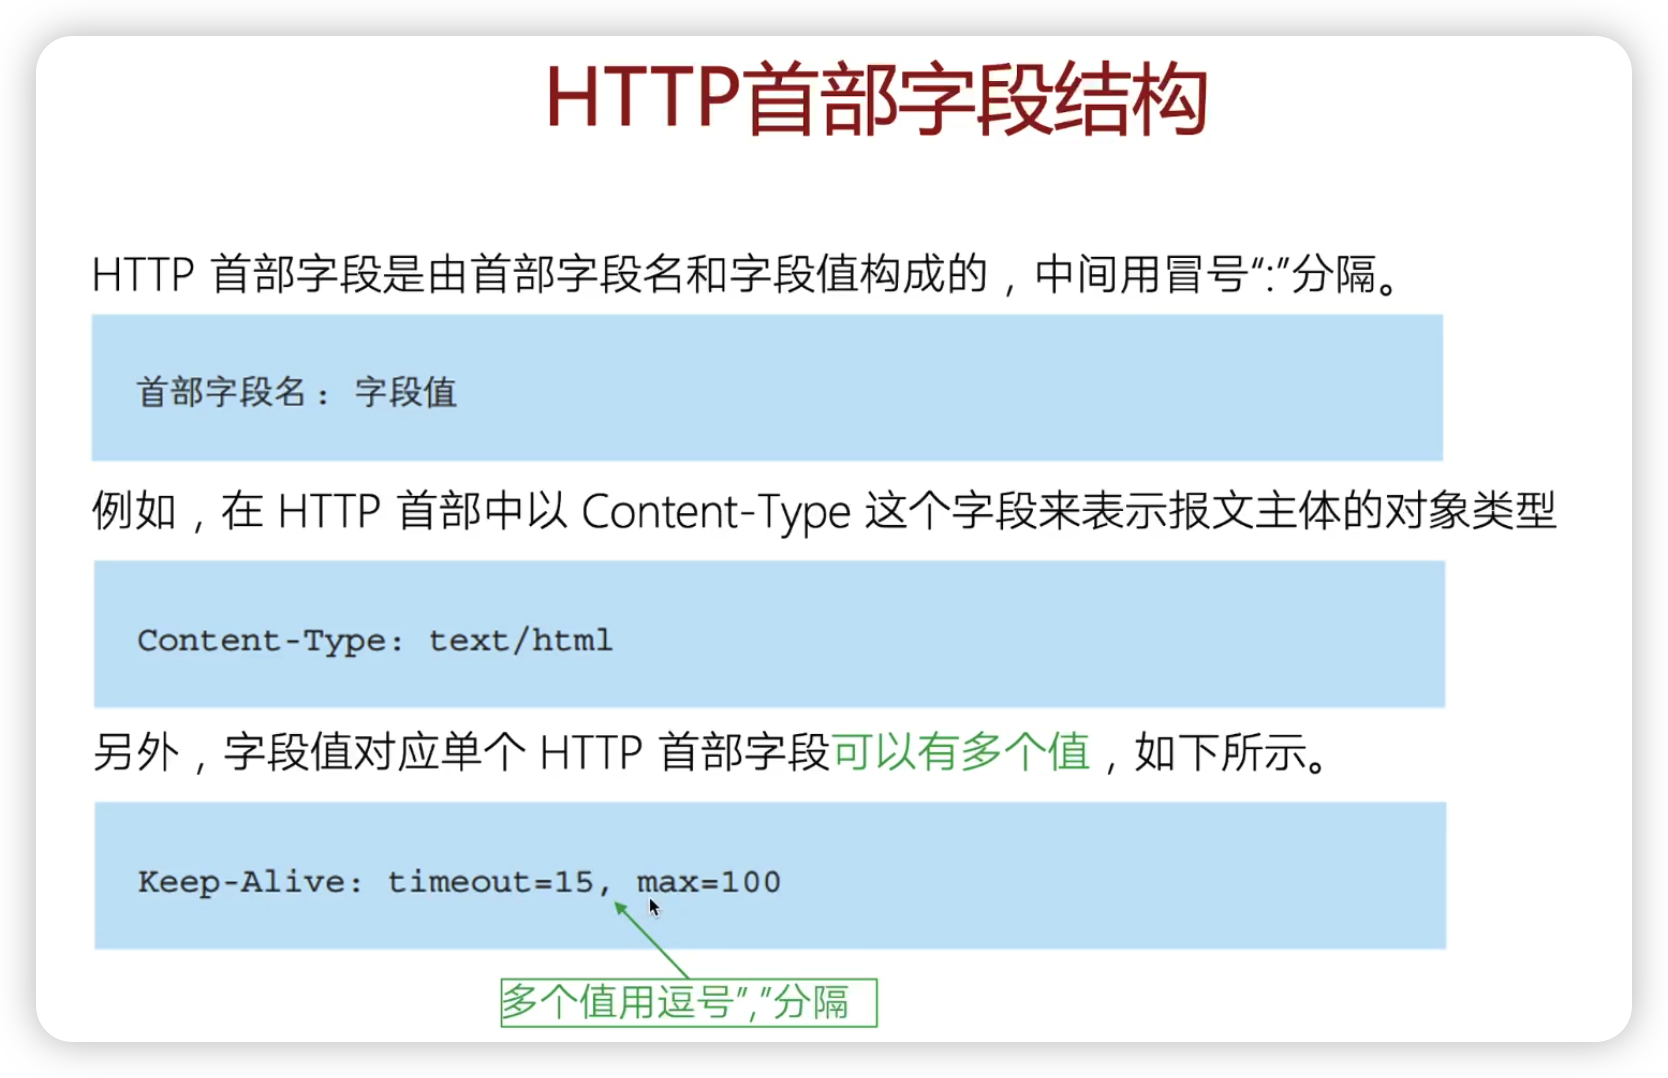 HTTP首部字段结构
HTTP 首部字段是由首部字段名和字段值构成的，中间用冒号“:”分隔。
首部字段名： 字段值
例如，在 HTTP 首部中以 Content-Type 这个字段来表示报文主体的对象类型
Content-Type: text/html
另外，字段值对应单个 HTTP 首部字段可以有多个值，如下所示。
Keep-Alive: timeout=15, max=100
多个值用逗号”,”分隔